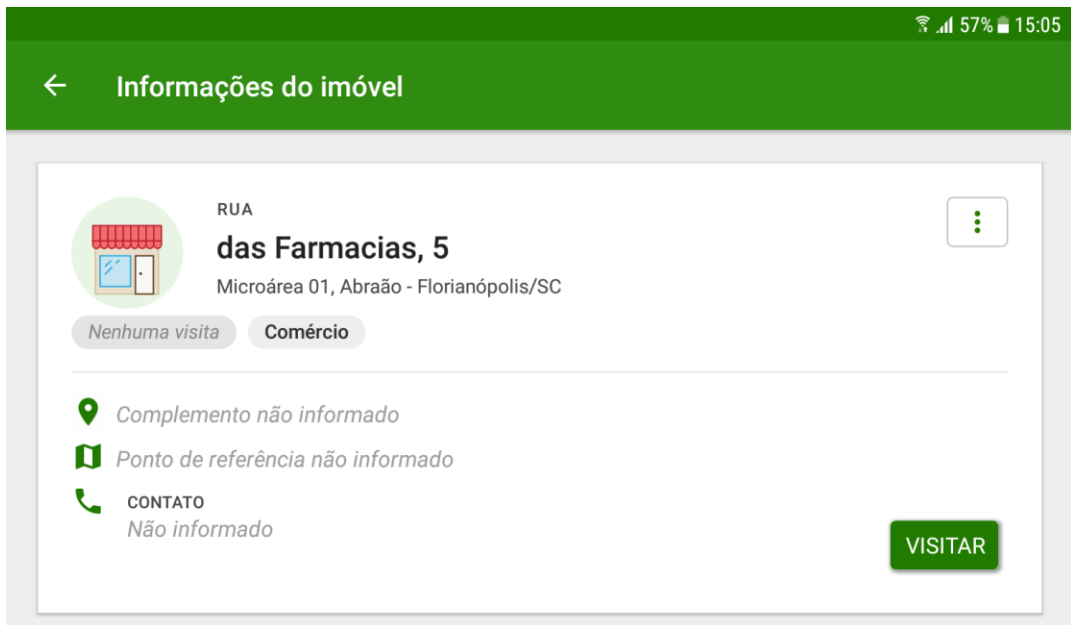 57% 15:05
Informações do imóvel
RUA
das Farmacias, 5
Microárea 01, Abraão - Florianópolis/SC
Nenhuma visita Comércio
Complemento não informado
Ponto de referência não informado
CONTATO
Não informado
VISITAR